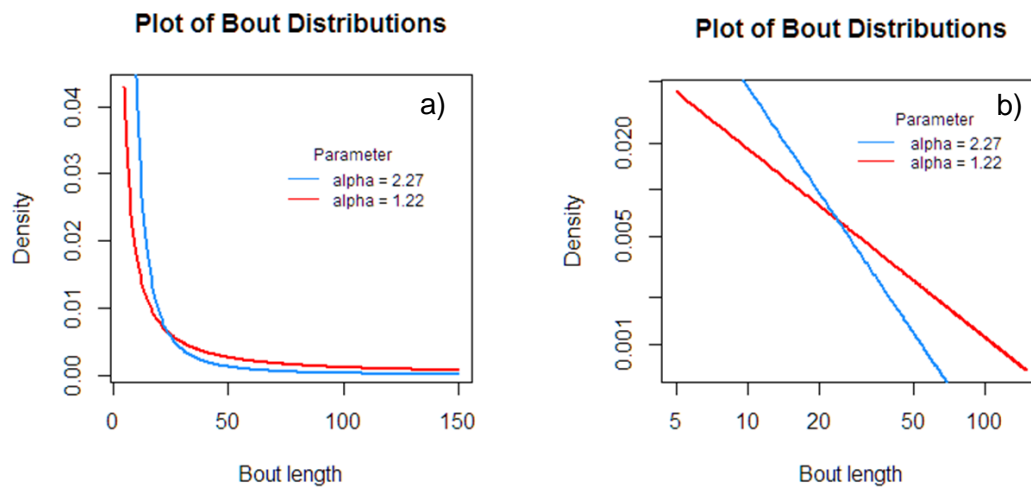 Plot of Bout Distributions
a)
Parameter
alpha = 2.27
alpha = 1.22
Density
0.04
0.03
0.02
0.01
0.00
0
50
100
150
Bout length
Plot of Bout Distributions
b)
Parameter
alpha = 2.27
alpha = 1.22
Density
0.020
0.005
0.001
5
10
20
50
100
Bout length